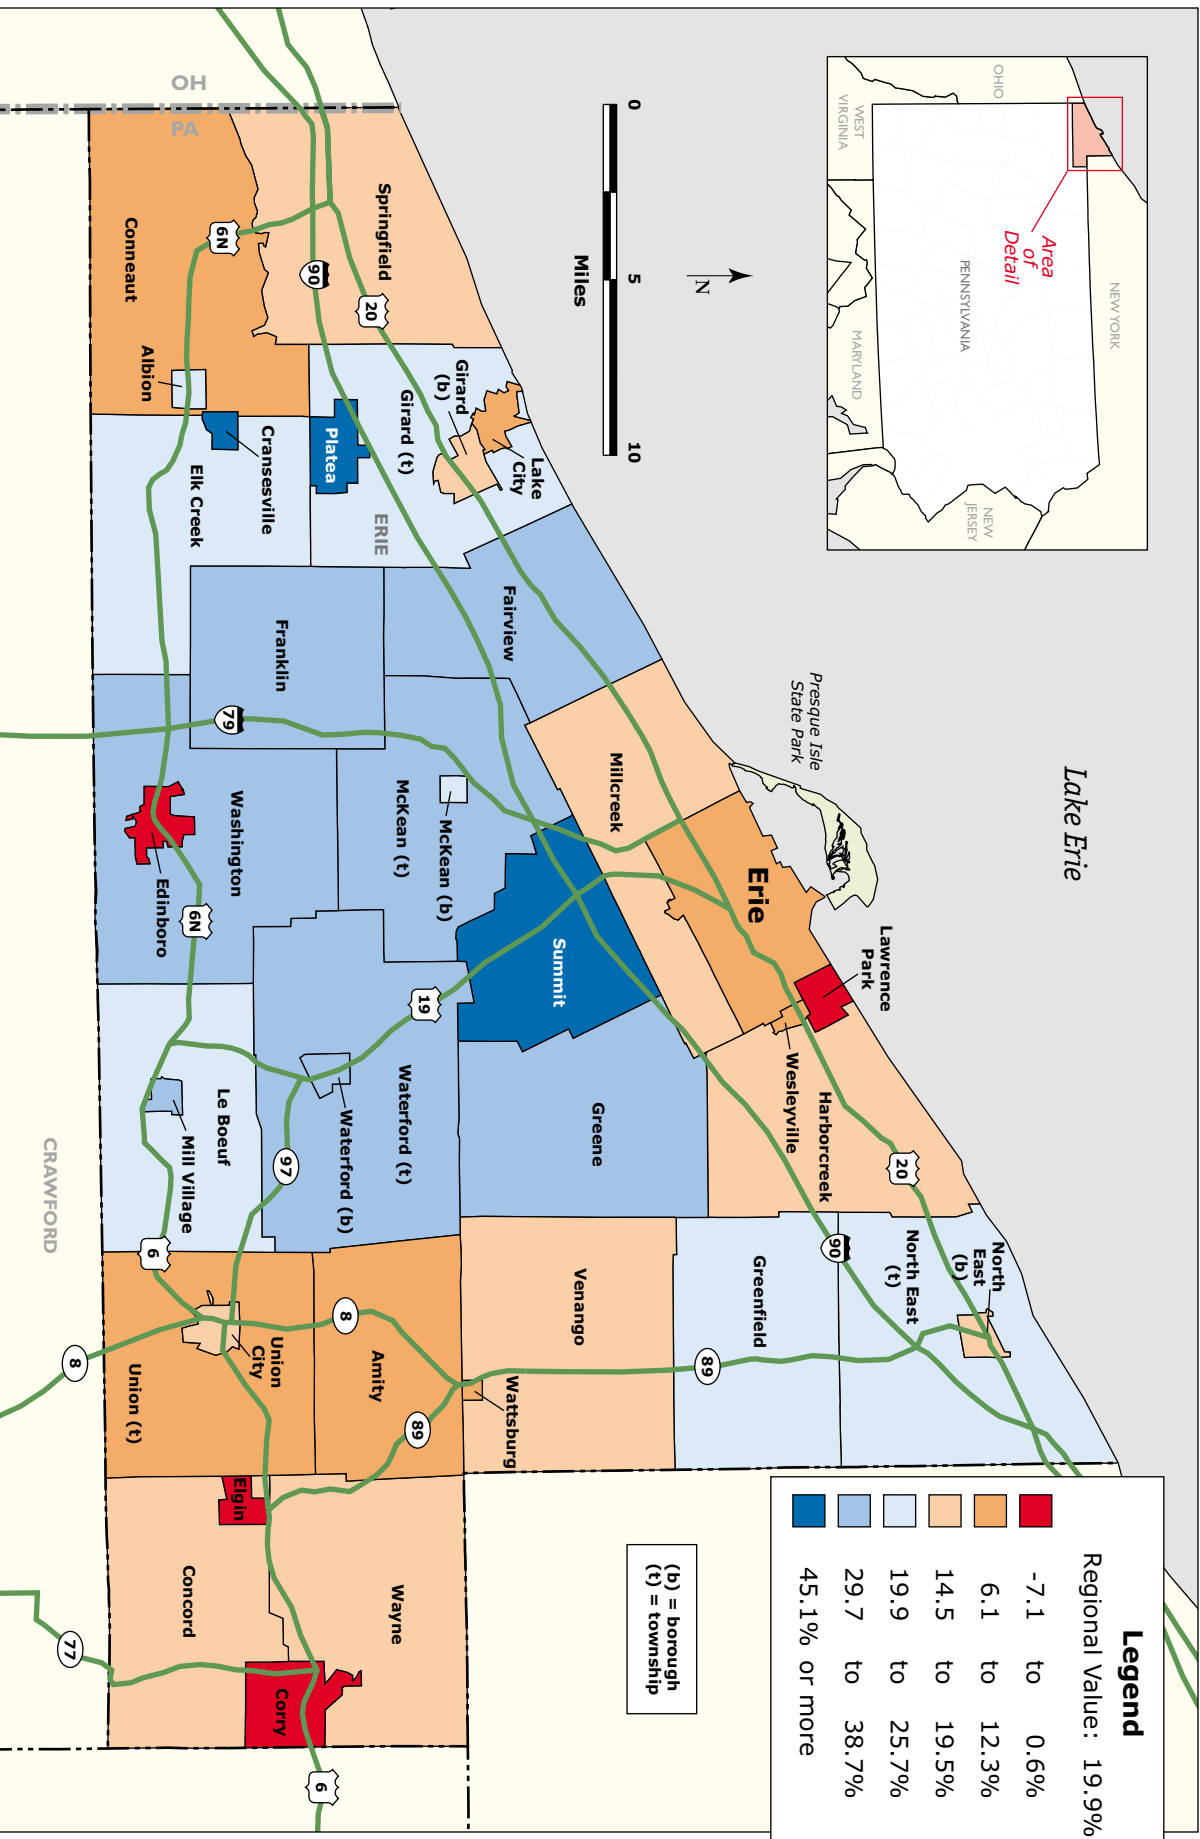 OHIO
WEST
VIRGINIA
PENNSYLVANIA
NEW YORK
MARYLAND
NEW
JERSEY
Area
of
Detail
0
5
10
Miles
N
Lake Erie
Presque Isle
State Park
OH
PA
ERIE
CRAWFORD
Springfield
Conneaut
Albion
Girard
(b)
Lake
City
Girard (t)
Platea
Cranesville
Elk Creek
Fairview
Franklin
Millcreek
Erie
Lawrence
Park
Wesleyville
Harborcreek
McKean (b)
McKean (t)
Washington
Edinboro
Summit
Greene
Waterford (t)
Waterford (b)
Le Boeuf
Mill Village
North
East
(b)
North East
(t)
Greenfield
Venango
Wattsburg
Amity
Union
City
Union (t)
Elgin
Concord
Wayne
Corry
6N
90
20
79
6N
19
97
20
90
6
8
8
89
89
77
6
Legend
Regional Value: 19.9%
-7.1 to 0.6%
6.1 to 12.3%
14.5 to 19.5%
19.9 to 25.7%
29.7 to 38.7%
45.1% or more
(b) = borough
(t) = township